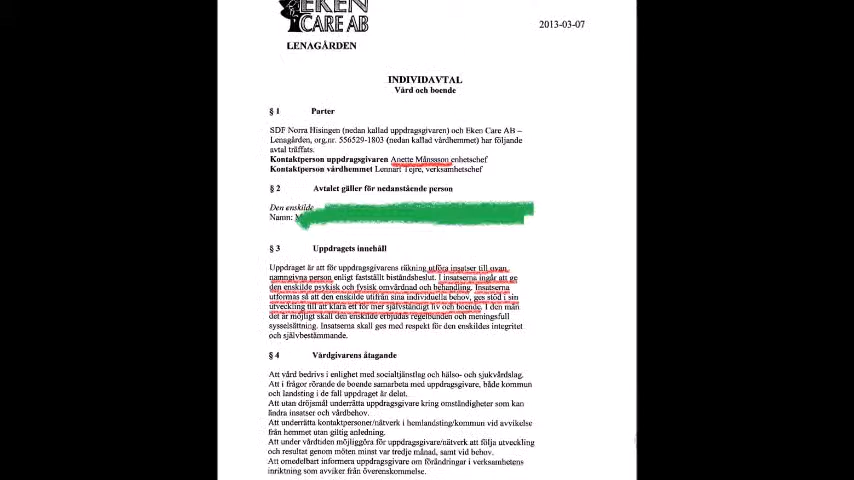 EKEN
CARE AB
2013-03-07
LENAGÅRDEN
INDIVIDAVTAL
Vård och boende
§ 1 Parter
SDF Norra Hisingen (nedan kallad uppdragsgivaren) och Eken Care AB –
Lenagården, org.nr. 556529-1803 (nedan kallad vårdhemmet) har följande
avtal träffats.
Kontaktperson uppdragsgivaren Anette Månssson enhetschef
Kontaktperson vårdhemmet Lennart Tejre, verksamhetschef
§ 2 Avtalet gäller för nedanstående person
Den enskilde
Namn: M
§ 3 Uppdragets innehåll
Uppdraget är att för uppdragsgivarens räkning utföra insatser till ovan
namngivna person enligt fastställt biståndsbeslut. I insatserna ingår att ge
den enskilde psykisk och fysisk omvårdnad och behandling. Insatserna
utformas så att den enskilde utifrån sina individuella behov, ges stöd i sin
utveckling till att klara ett för mer självständigt liv och boende. I den mån
det är möjligt skall den enskilde erbjudas regelbunden och meningsfull
sysselsättning. Insatserna skall ges med respekt för den enskildes integritet
och självbestämmande.
§ 4 Vårdgivarens åtagande
Att vård bedrivs i enlighet med socialtjänstlag och hälso- och sjukvårdslag.
Att i frågor rörande de boende samarbeta med uppdragsgivare, både kommun
och landsting i de fall uppdraget är delat.
Att utan dröjsmål underrätta uppdragsgivare kring omständigheter som kan
ändra insatser och vårdbehov.
Att underrätta kontaktpersoner/nätverk i hemlandsting/kommun vid avvikelse
från hemmet utan giltig anledning.
Att under vårdtiden möjliggöra för uppdragsgivare/nätverk att följa utveckling
och resultat genom möten minst var tredje månad, samt vid behov.
Att omedelbart informera uppdragsgivare om förändringar i verksamhetens
inriktning som avviker från överenskommelse.